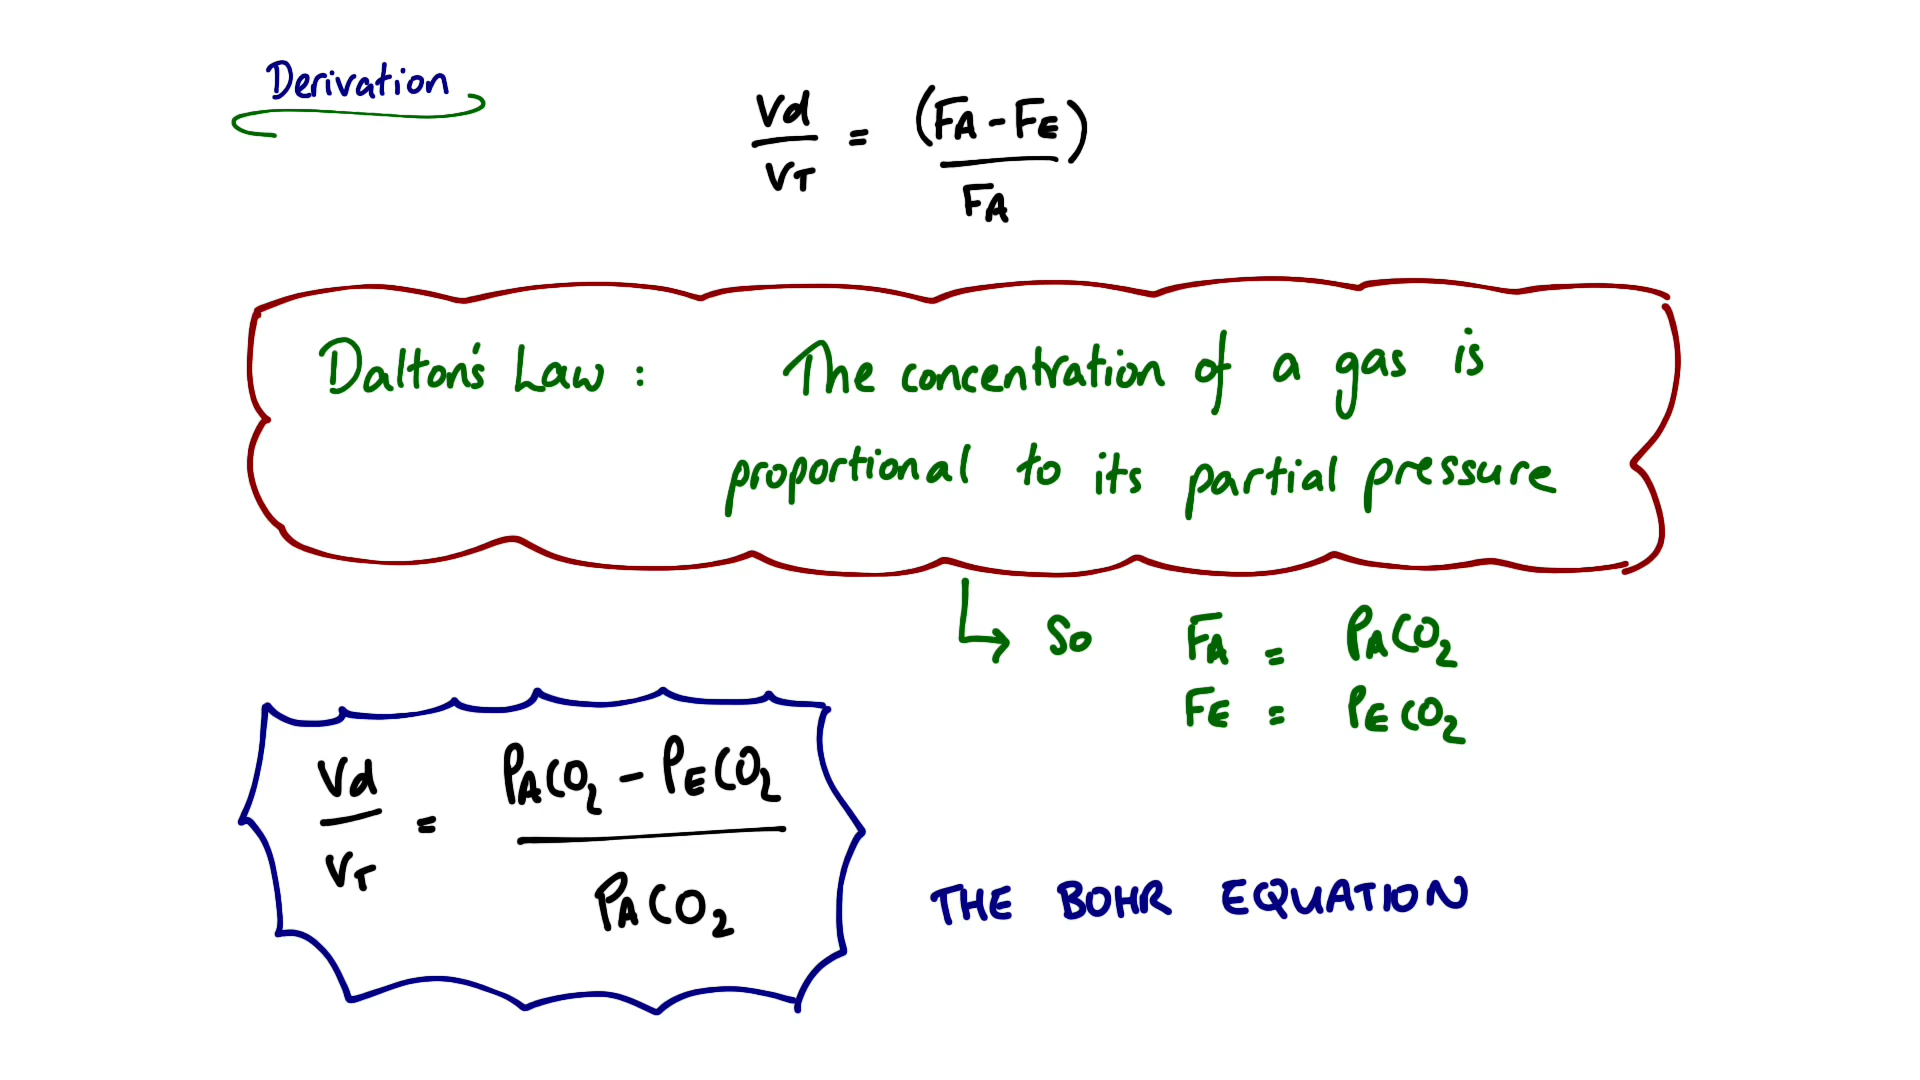 Derivation
Vd/VT = (FA - FE)/FA
Dalton's Law : The concentration of a gas is
proportional to its partial pressure
↳ So FA = PACO₂
FE = PECO₂
Vd/VT = PACO₂ - PECO₂/PACO₂
THE BOHR EQUATION